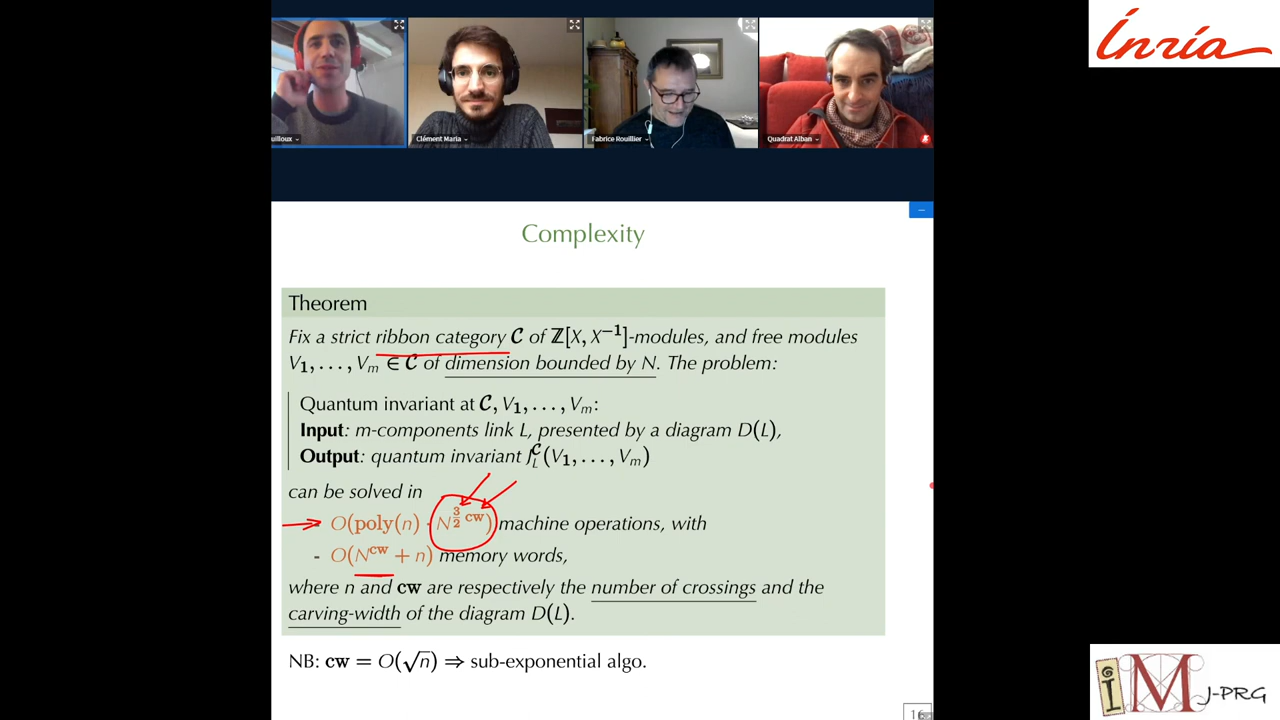 Inria
uilloux
Clément Maria
Fabrice Rouillier
Quadrat Alban
Complexity
Theorem
Fix a strict ribbon category C of ℤ[X, X⁻¹]-modules, and free modules
V₁, . . . , Vₘ ∈ C of dimension bounded by N. The problem:
Quantum invariant at C, V₁, . . . , Vₘ:
Input: m-components link L, presented by a diagram D(L),
Output: quantum invariant J_L^C(V₁, . . . , Vₘ)
can be solved in
- O(poly(n) · N^{3/2 cw}) machine operations, with
- O(N^{cw} + n) memory words,
where n and cw are respectively the number of crossings and the
carving-width of the diagram D(L).
NB: cw = O(√n) ⇒ sub-exponential algo.
16
iMJ-PRG